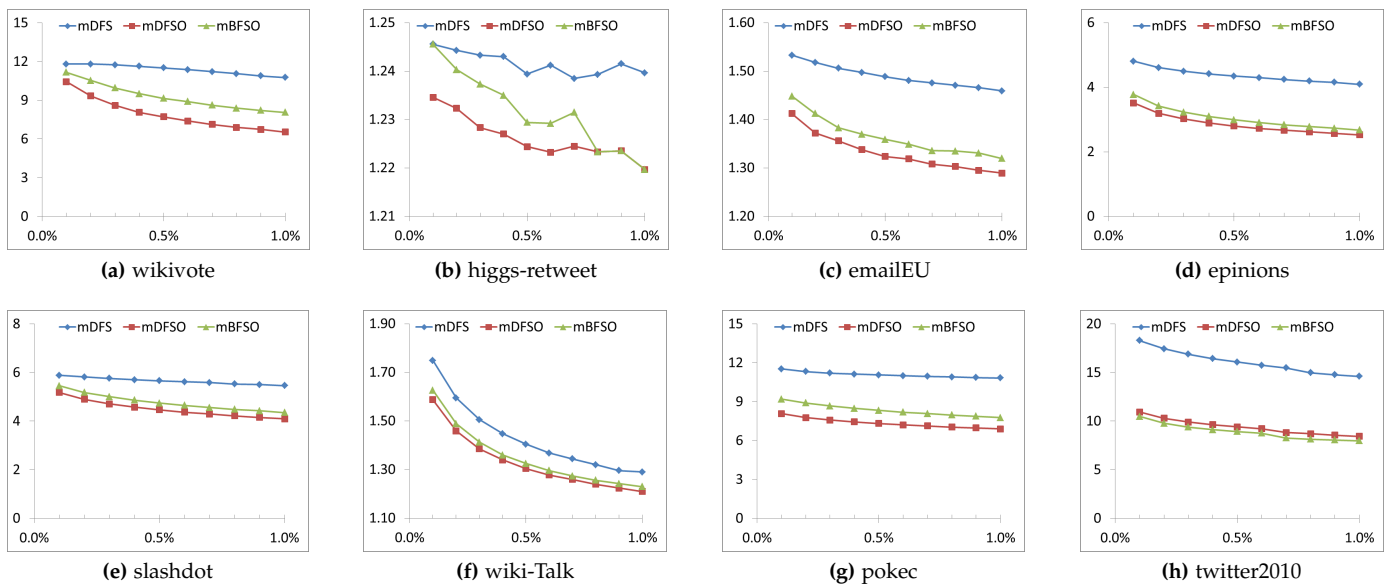 15
12
9
6
3
0
mDFS mDFSO mBFSO
0.0% 0.5% 1.0%
(a) wikivote
1.25
1.24
1.23
1.22
1.21
mDFS mDFSO mBFSO
0.0% 0.5% 1.0%
(b) higgs-retweet
1.60
1.50
1.40
1.30
1.20
mDFS mDFSO mBFSO
0.0% 0.5% 1.0%
(c) emailEU
6
4
2
0
mDFS mDFSO mBFSO
0.0% 0.5% 1.0%
(d) epinions
8
6
4
2
0
mDFS mDFSO mBFSO
0.0% 0.5% 1.0%
(e) slashdot
1.90
1.70
1.50
1.30
1.10
mDFS mDFSO mBFSO
0.0% 0.5% 1.0%
(f) wiki-Talk
15
12
9
6
3
0
mDFS mDFSO mBFSO
0.0% 0.5% 1.0%
(g) pokec
20
15
10
5
0
mDFS mDFSO mBFSO
0.0% 0.5% 1.0%
(h) twitter2010